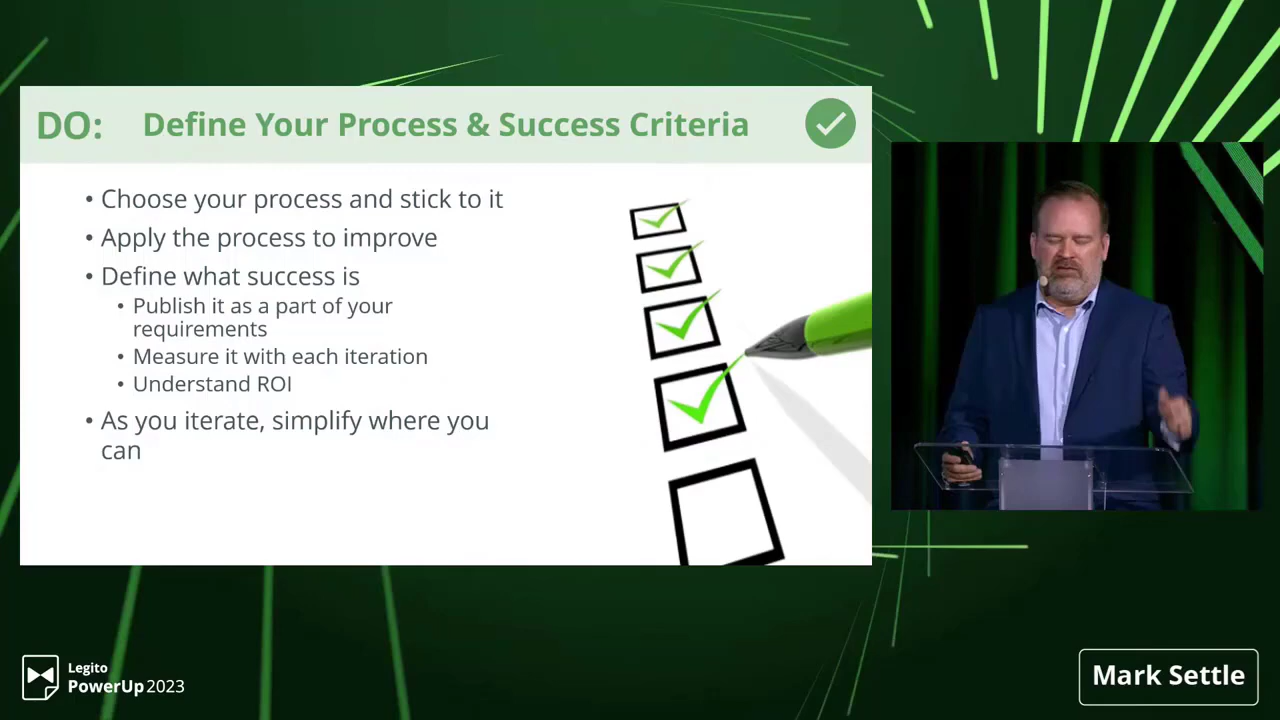 DO: Define Your Process & Success Criteria
• Choose your process and stick to it
• Apply the process to improve
• Define what success is
• Publish it as a part of your
requirements
• Measure it with each iteration
• Understand ROI
• As you iterate, simplify where you
can
Legito
PowerUp 2023
Mark Settle